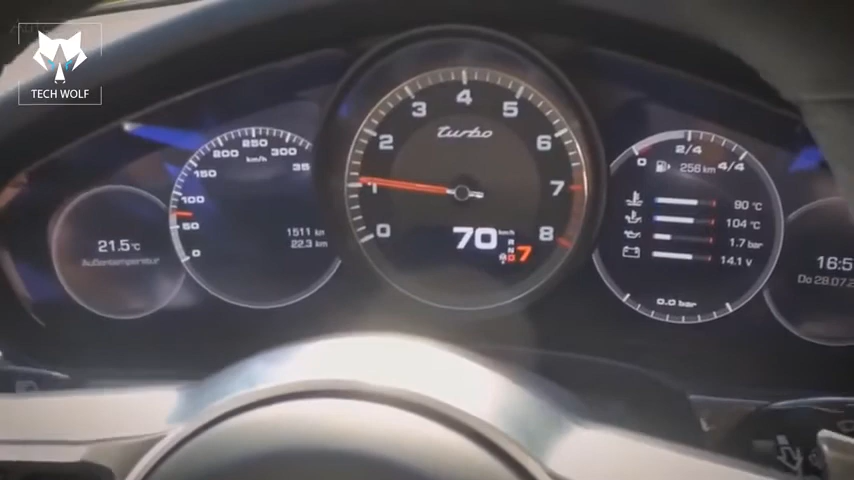 TECH WOLF
21.5 °C
Außentemperatur
0
50
100
150
200
250
300
35
km/h
1511 km
22.3 km
0
1
2
3
4
5
6
7
8
turbo
70 km/h
R
N
D 7
0
2/4
4/4
256 km
90 °C
104 °C
1.7 bar
14.1 V
0.0 bar
16:5
Do 28.07.2